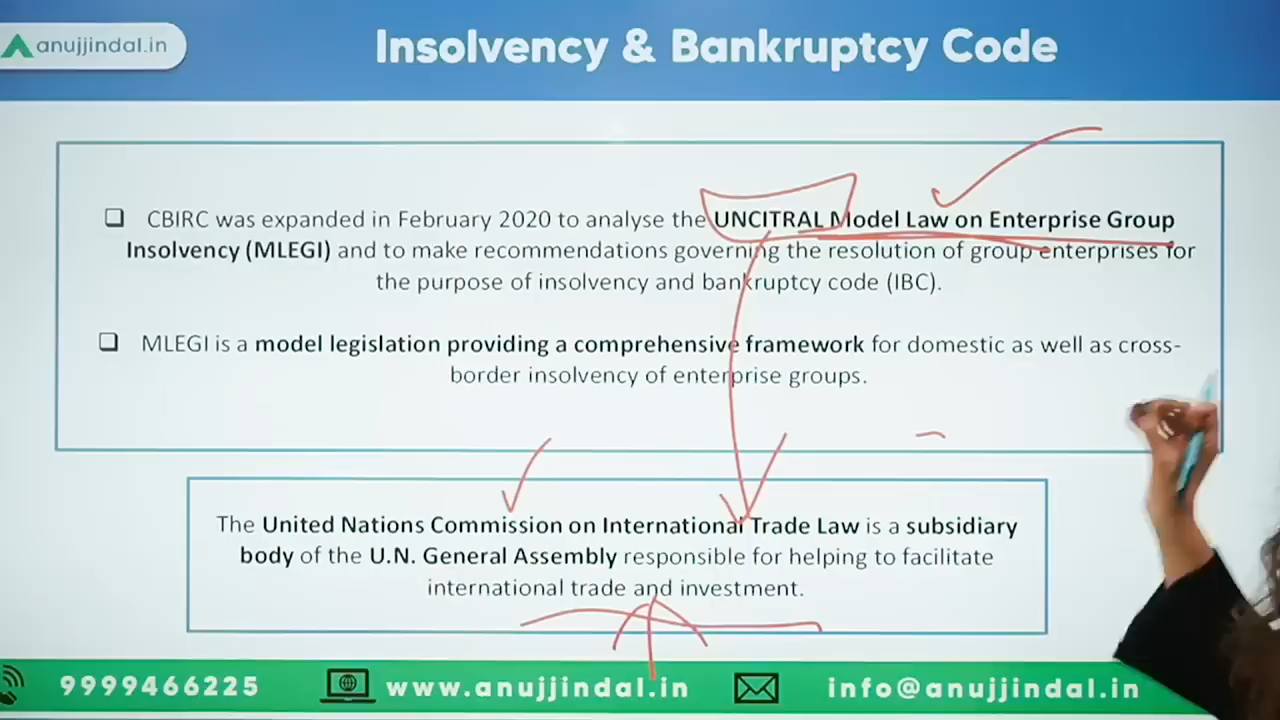 anujjindal.in
Insolvency & Bankruptcy Code
❑ CBIRC was expanded in February 2020 to analyse the UNCITRAL Model Law on Enterprise Group
Insolvency (MLEGI) and to make recommendations governing the resolution of group enterprises for
the purpose of insolvency and bankruptcy code (IBC).
❑ MLEGI is a model legislation providing a comprehensive framework for domestic as well as cross-
border insolvency of enterprise groups.
The United Nations Commission on International Trade Law is a subsidiary
body of the U.N. General Assembly responsible for helping to facilitate
international trade and investment.
9999466225 www.anujjindal.in info@anujjindal.in